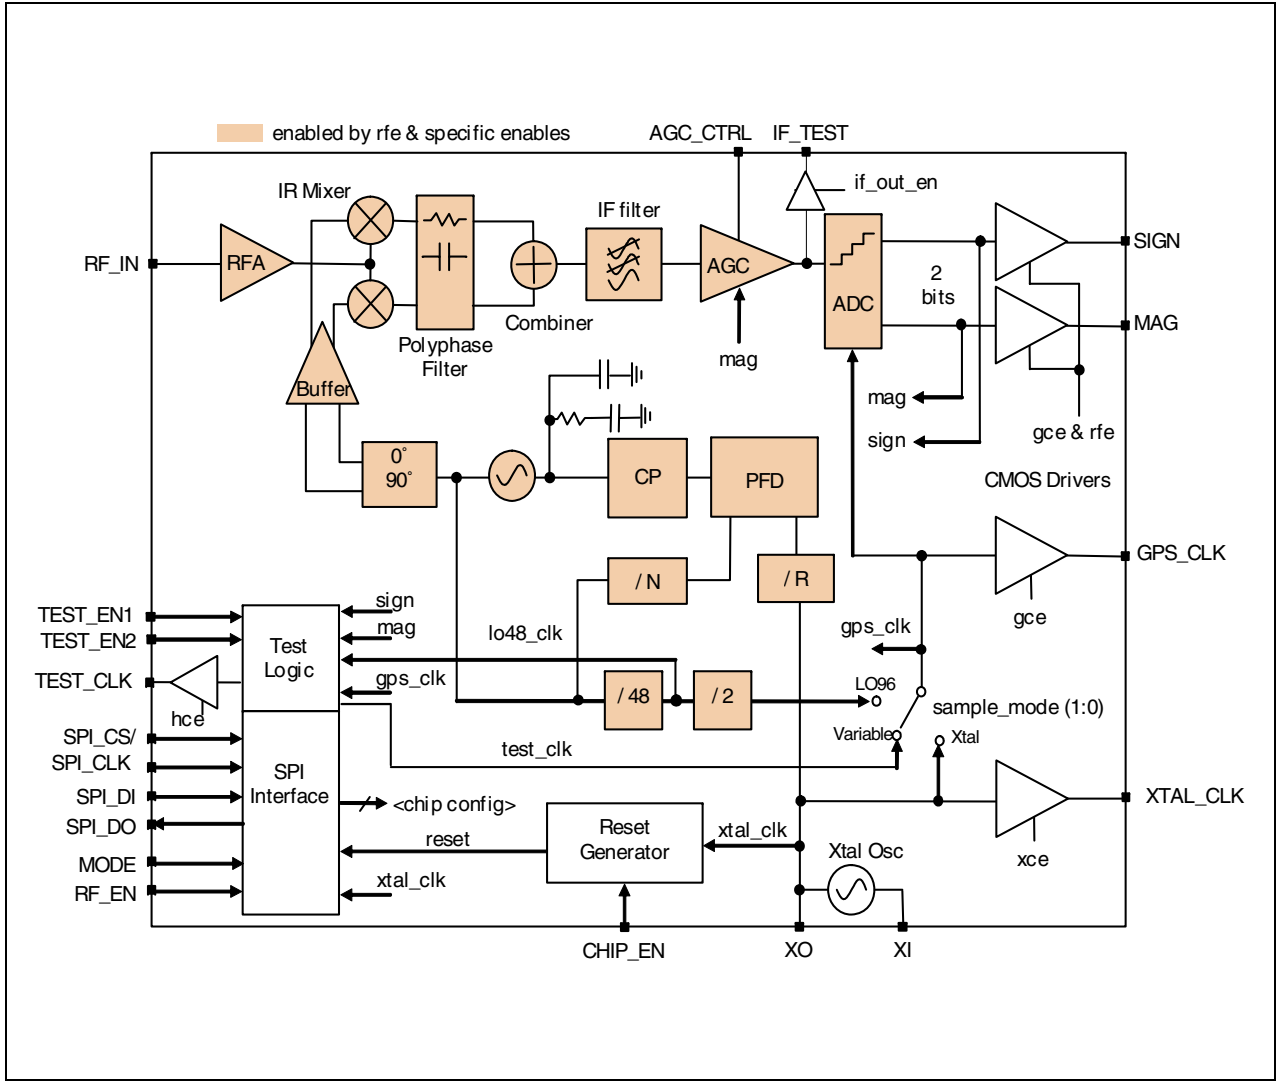 enabled by rfe & specific enables
AGC_CTRL
IF_TEST
IR Mixer
if_out_en
IF filter
RF_IN
RFA
AGC
ADC
2
bits
SIGN
MAG
Combiner
Polyphase
Filter
mag
Buffer
mag
sign
gce & rfe
CMOS Drivers
0°
90°
CP
PFD
/ N
/ R
GPS_CLK
gce
TEST_EN1
TEST_EN2
TEST_CLK
hce
Test
Logic
sign
mag
lo48_clk
gps_clk
gps_clk
/ 48
/ 2
LO96
Variable
sample_mode (1:0)
Xtal
test_clk
SPI_CS/
SPI_CLK
SPI_DI
SPI_DO
MODE
RF_EN
SPI
Interface
<chip config>
reset
xtal_clk
Reset
Generator
xtal_clk
Xtal Osc
XTAL_CLK
xce
CHIP_EN
XO
XI